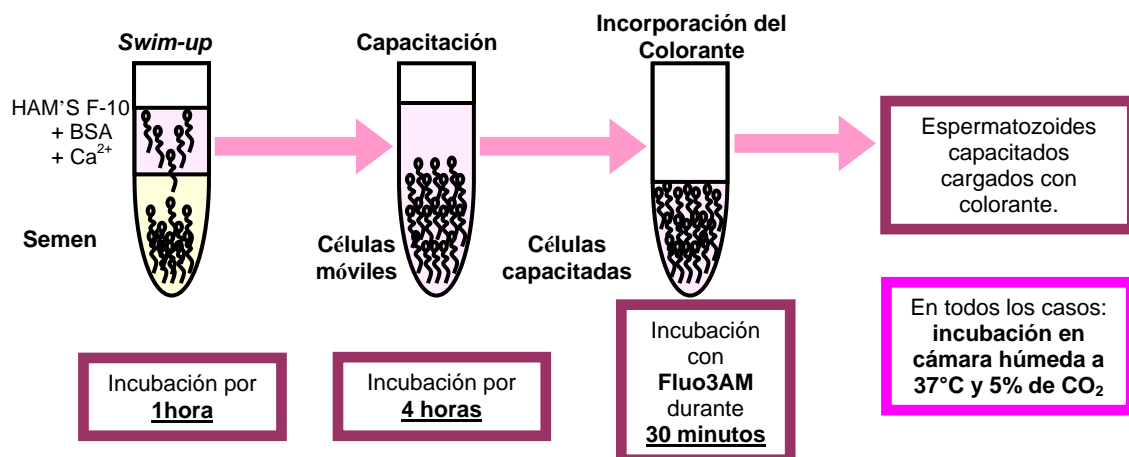 Swim-up
HAM'S F-10
+ BSA
+ Ca²⁺
Semen
Incubación por
1hora
Capacitación
Células
móviles
Incubación por
4 horas
Incorporación del
Colorante
Células
capacitadas
Incubación
con
Fluo3AM
durante
30 minutos
Espermatozoides
capacitados
cargados con
colorante.
En todos los casos:
incubación en
cámara húmeda a
37°C y 5% de CO₂